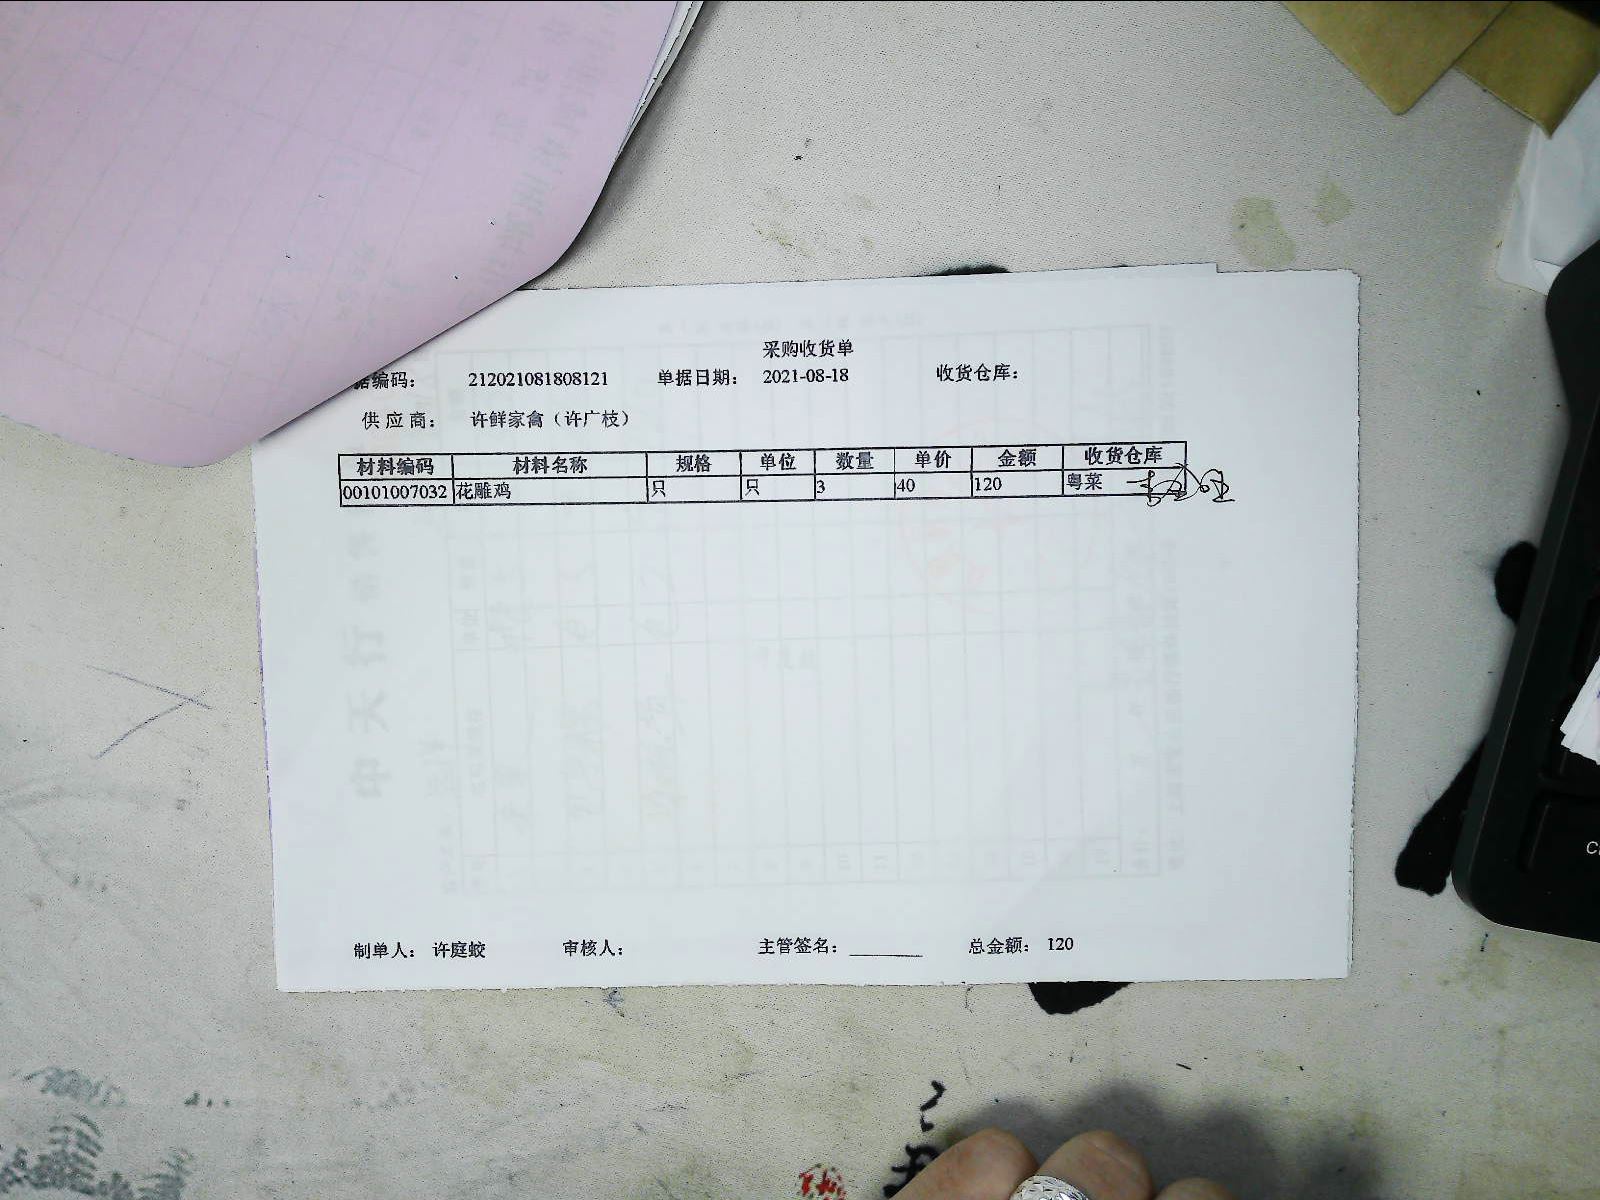 采购收货单
据编码： 212021081808121 单据日期： 2021-08-18 收货仓库：
供应商： 许鲜家禽（许广枝）
材料编码 材料名称 规格 单位 数量 单价 金额 收货仓库
00101007032 花雕鸡 只 只 3 40 120 粤菜
制单人： 许庭蛟 审核人： 主管签名： 总金额： 120